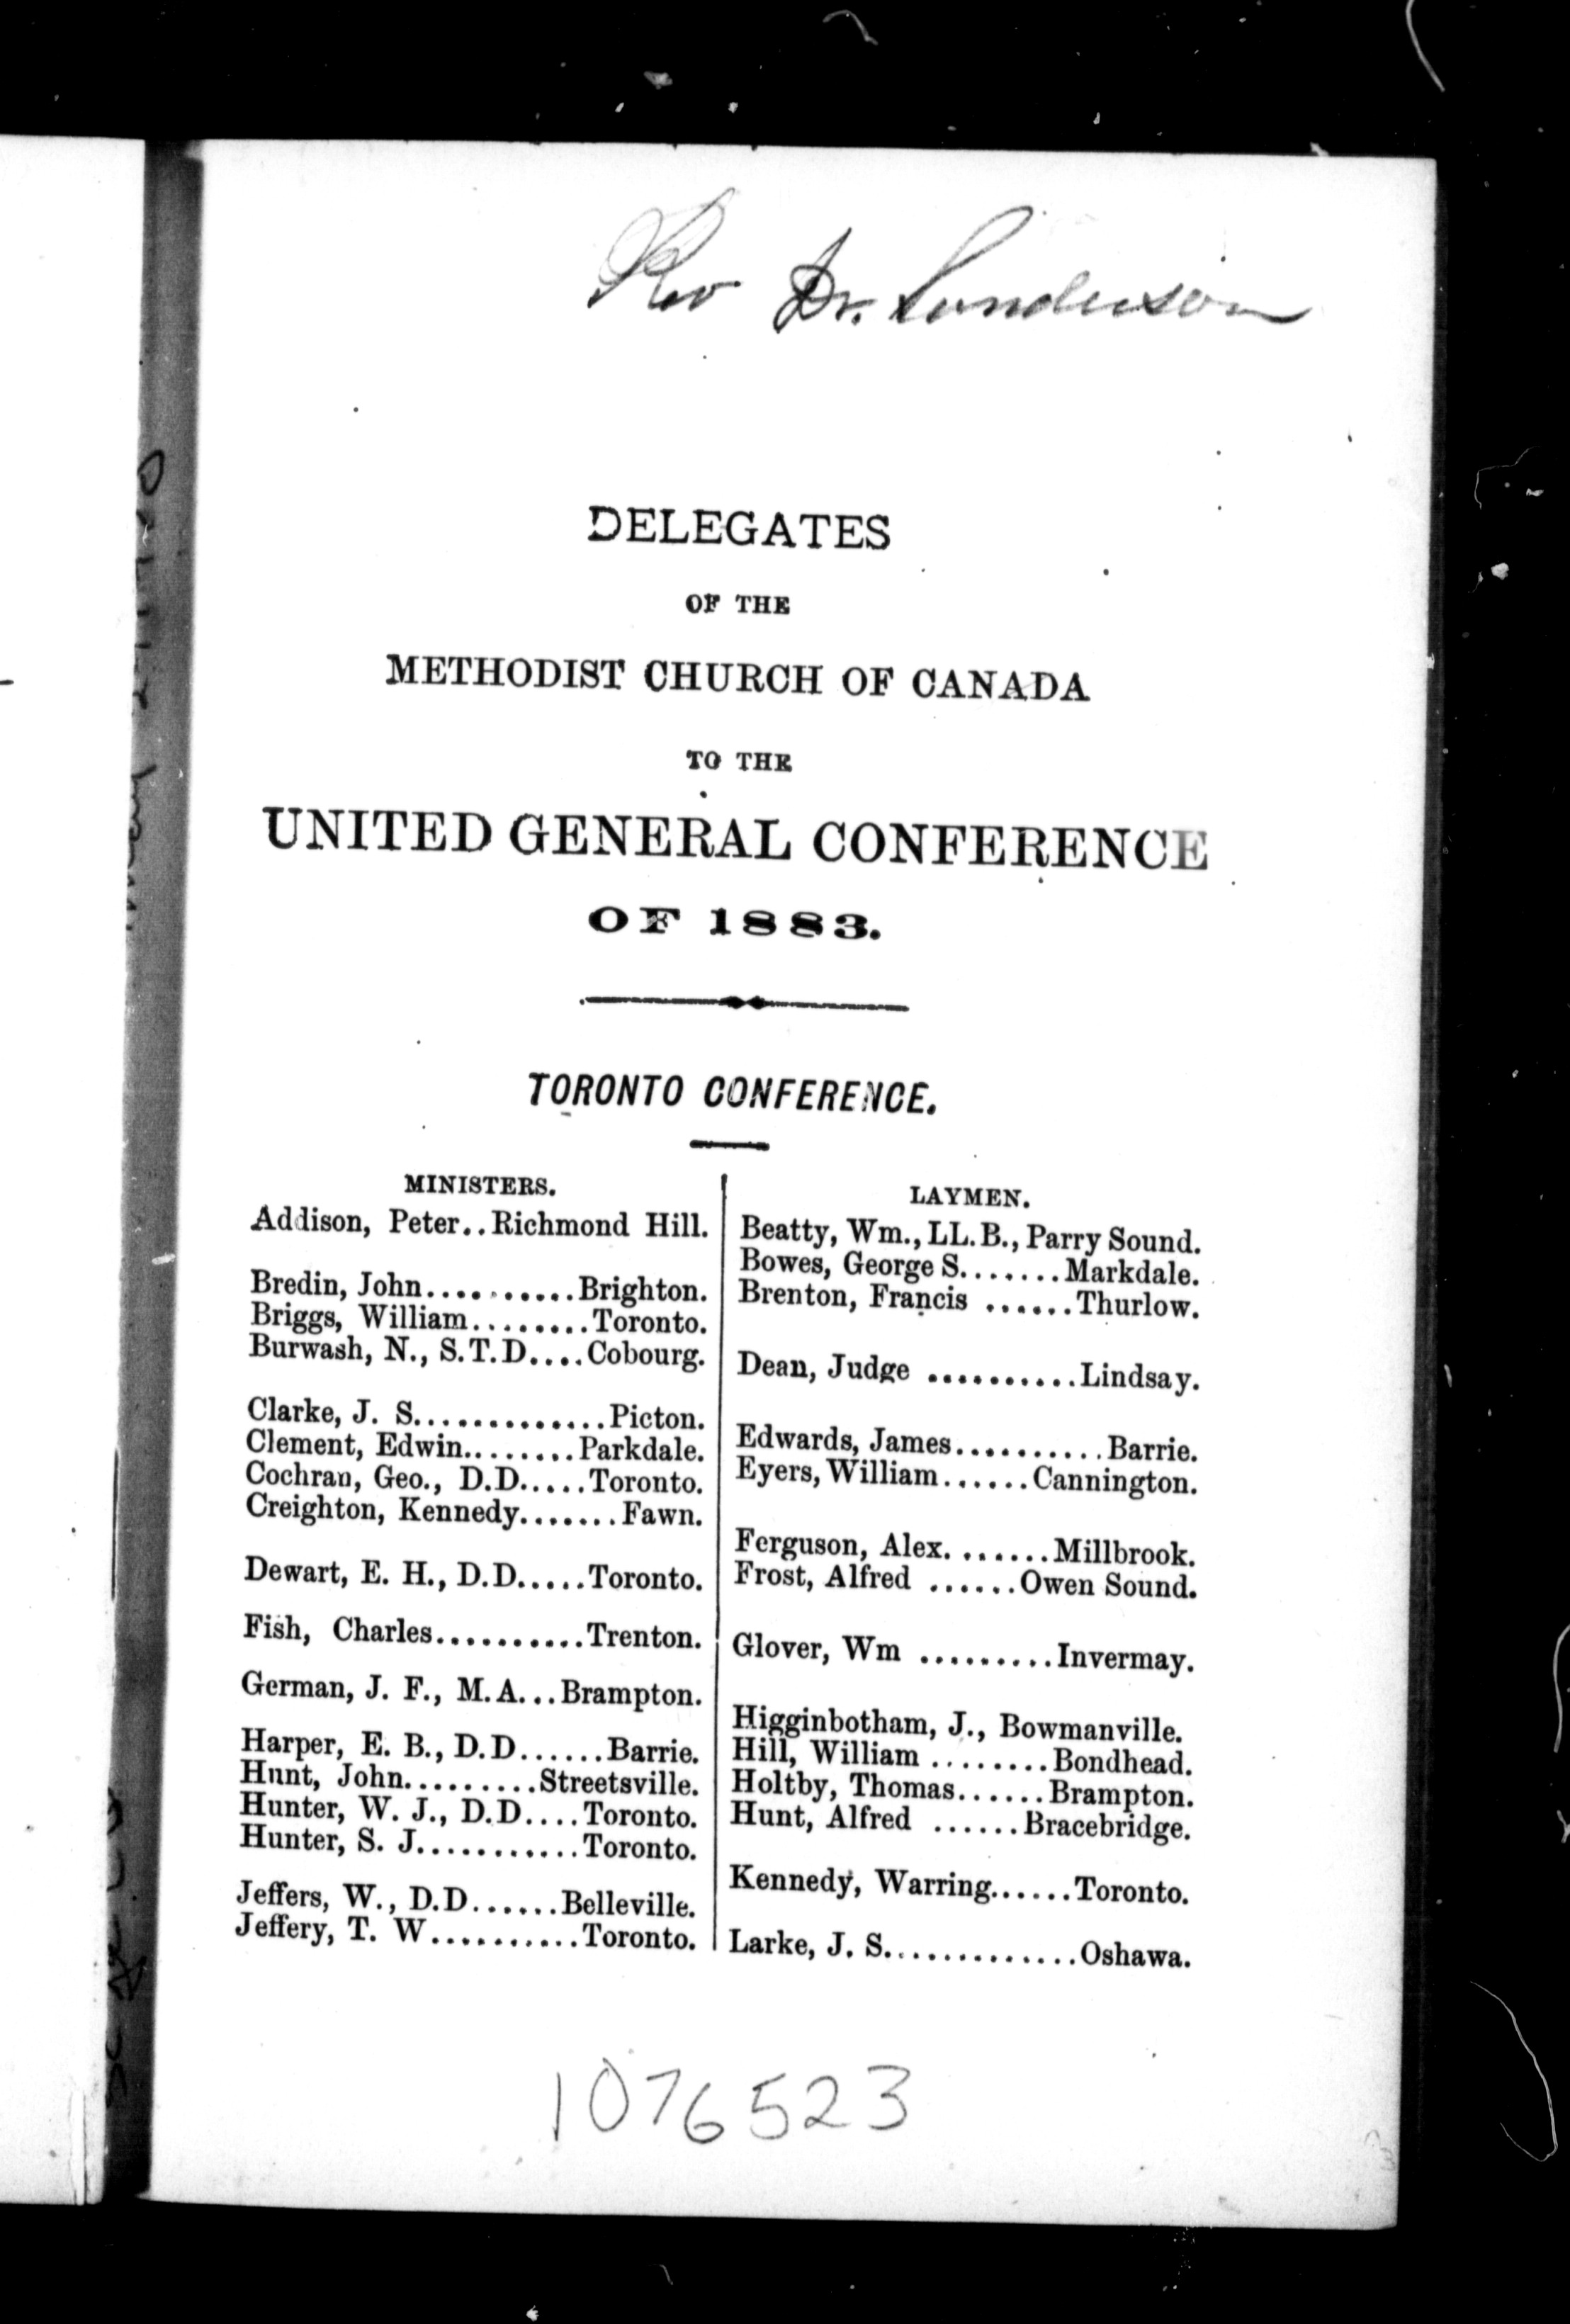 Rev Dr. Sanderson
DELEGATES
OF THE
METHODIST CHURCH OF CANADA
TO THE
UNITED GENERAL CONFERENCE
OF 1883.
TORONTO CONFERENCE.
MINISTERS.
Addison, Peter..Richmond Hill.
Bredin, John..........Brighton.
Briggs, William........Toronto.
Burwash, N., S.T.D....Cobourg.
Clarke, J. S.............Picton.
Clement, Edwin........Parkdale.
Cochran, Geo., D.D.....Toronto.
Creighton, Kennedy.......Fawn.
Dewart, E. H., D.D.....Toronto.
Fish, Charles..........Trenton.
German, J. F., M.A...Brampton.
Harper, E. B., D.D......Barrie.
Hunt, John.........Streetsville.
Hunter, W. J., D.D....Toronto.
Hunter, S. J...........Toronto.
Jeffers, W., D.D......Belleville.
Jeffery, T. W..........Toronto.
LAYMEN.
Beatty, Wm., LL.B., Parry Sound.
Bowes, George S.......Markdale.
Brenton, Francis ......Thurlow.
Dean, Judge ..........Lindsay.
Edwards, James..........Barrie.
Eyers, William......Cannington.
Ferguson, Alex. ......Millbrook.
Frost, Alfred ......Owen Sound.
Glover, Wm .........Invermay.
Higginbotham, J., Bowmanville.
Hill, William ........Bondhead.
Holtby, Thomas......Brampton.
Hunt, Alfred ......Bracebridge.
Kennedy, Warring......Toronto.
Larke, J. S.............Oshawa.
1076523